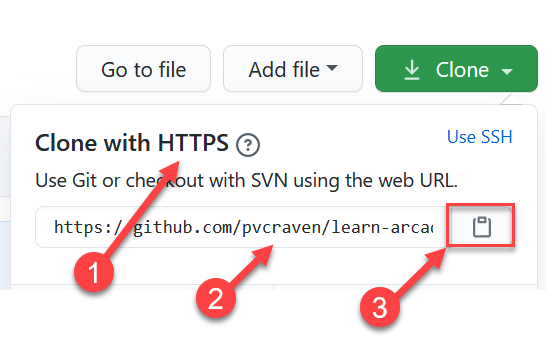 Go to file Add file Clone
Clone with HTTPS ?
Use SSH
Use Git or checkout with SVN using the web URL.
https://github.com/pvcraven/learn-arcad
1
2
3